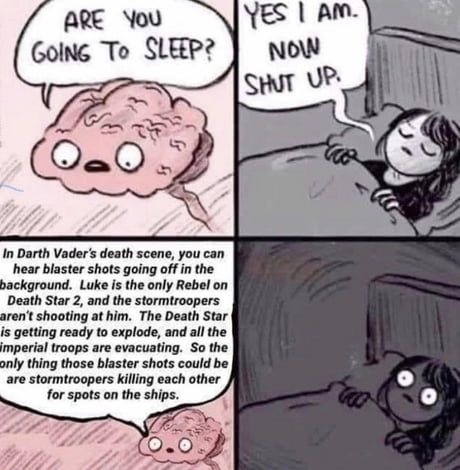 ARE YOU
GOING TO SLEEP?
YES I AM.
NOW
SHUT UP.
In Darth Vader's death scene, you can
hear blaster shots going off in the
background. Luke is the only Rebel on
Death Star 2, and the stormtroopers
aren't shooting at him. The Death Star
is getting ready to explode, and all the
imperial troops are evacuating. So the
only thing those blaster shots could be
are stormtroopers killing each other
for spots on the ships.